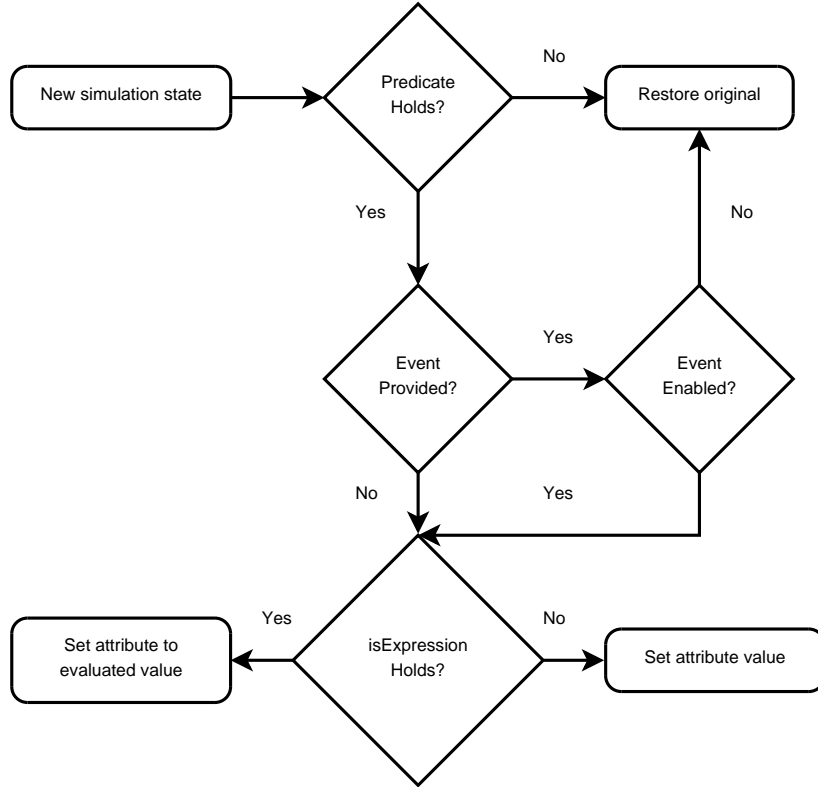 No
New simulation state
Predicate
Holds?
Restore original
Yes
No
Event
Provided?
Yes
Event
Enabled?
No
Yes
Yes
No
Set attribute to
evaluated value
isExpression
Holds?
Set attribute value